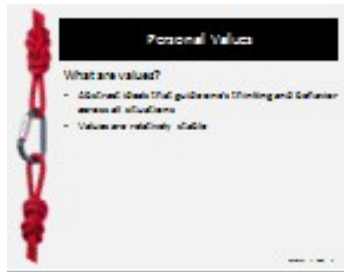 Personal Values
What are values?
• Abstract ideas that guide one's thinking and behavior
across all situations
• Values are relatively stable